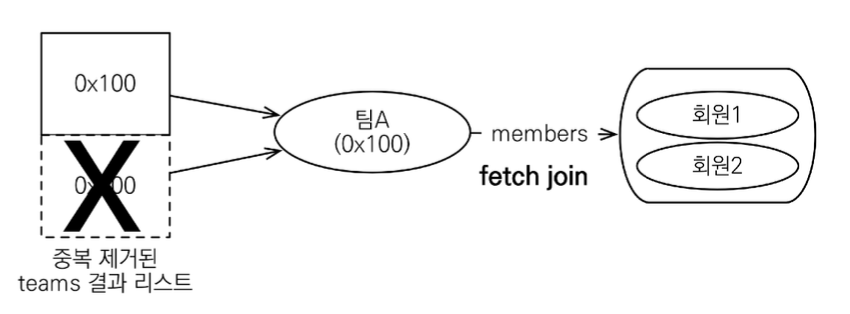 0x100
0x100
중복 제거된
teams 결과 리스트
팀A
(0x100)
members
fetch join
회원1
회원2